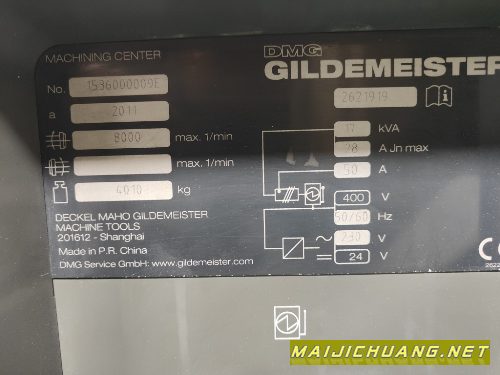 MACHINING CENTER
DMG
GILDEMEISTER
No. 1536000009E
2621919
a 2011
8000 max. 1/min
max. 1/min
4010 kg
17 kVA
28 A Jn max
50 A
400 V
50/60 Hz
~ 230 V
= 24 V
DECKEL MAHO GILDEMEISTER
MACHINE TOOLS
201612 - Shanghai
Made in P.R. China
DMG Service GmbH: www.gildemeister.com
MAIJICHUANG.NET